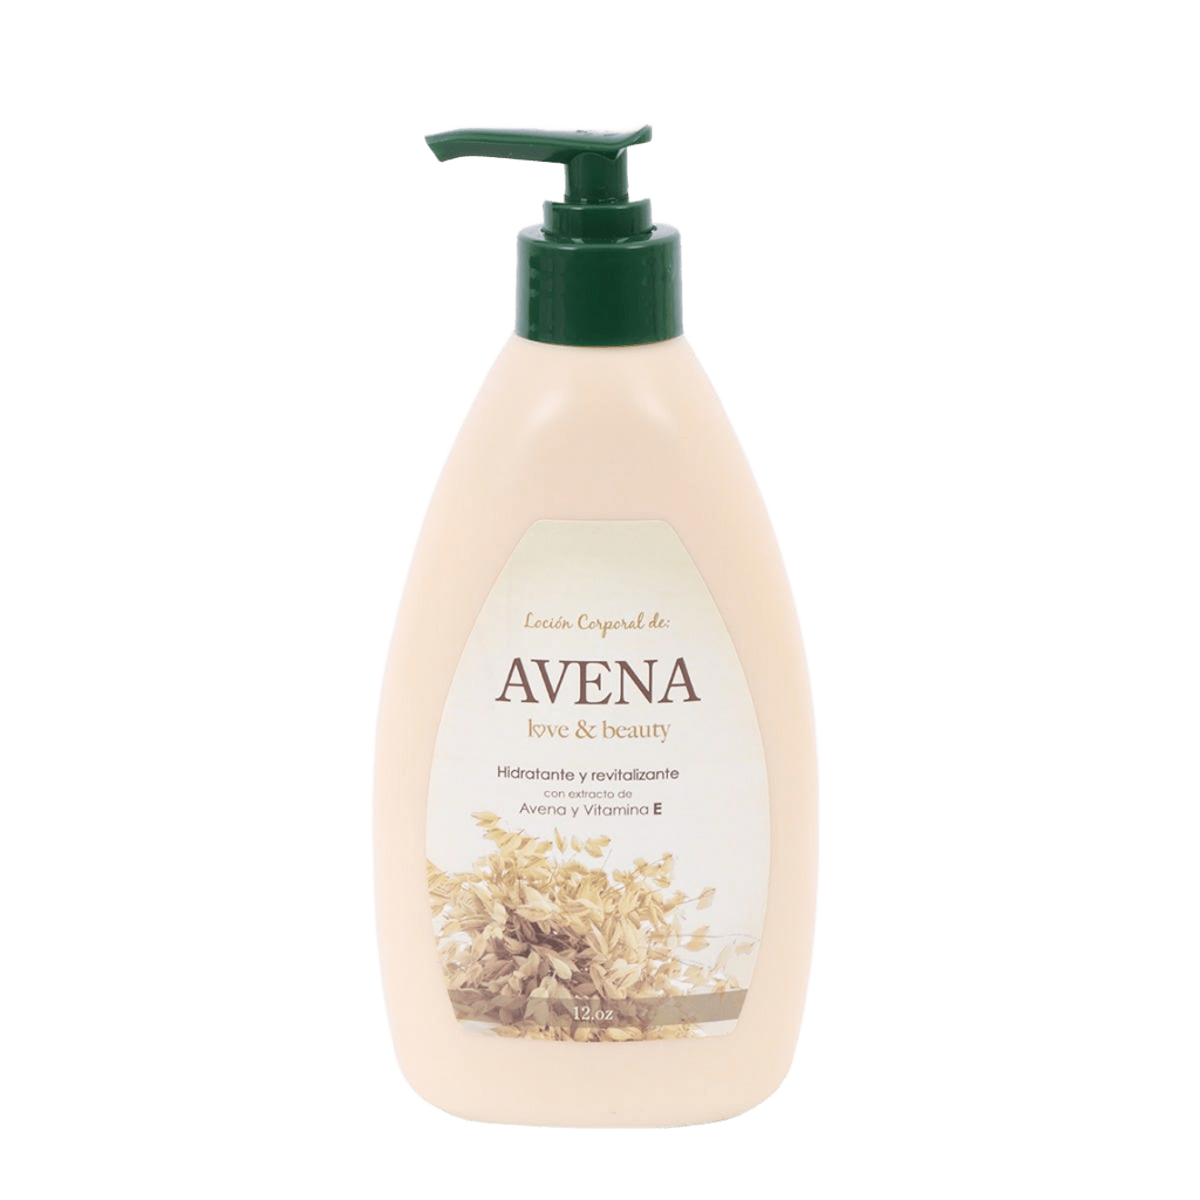 Loción Corporal de:
AVENA
love & beauty
Hidratante y revitalizante
con extracto de
Avena y Vitamina E
12.oz